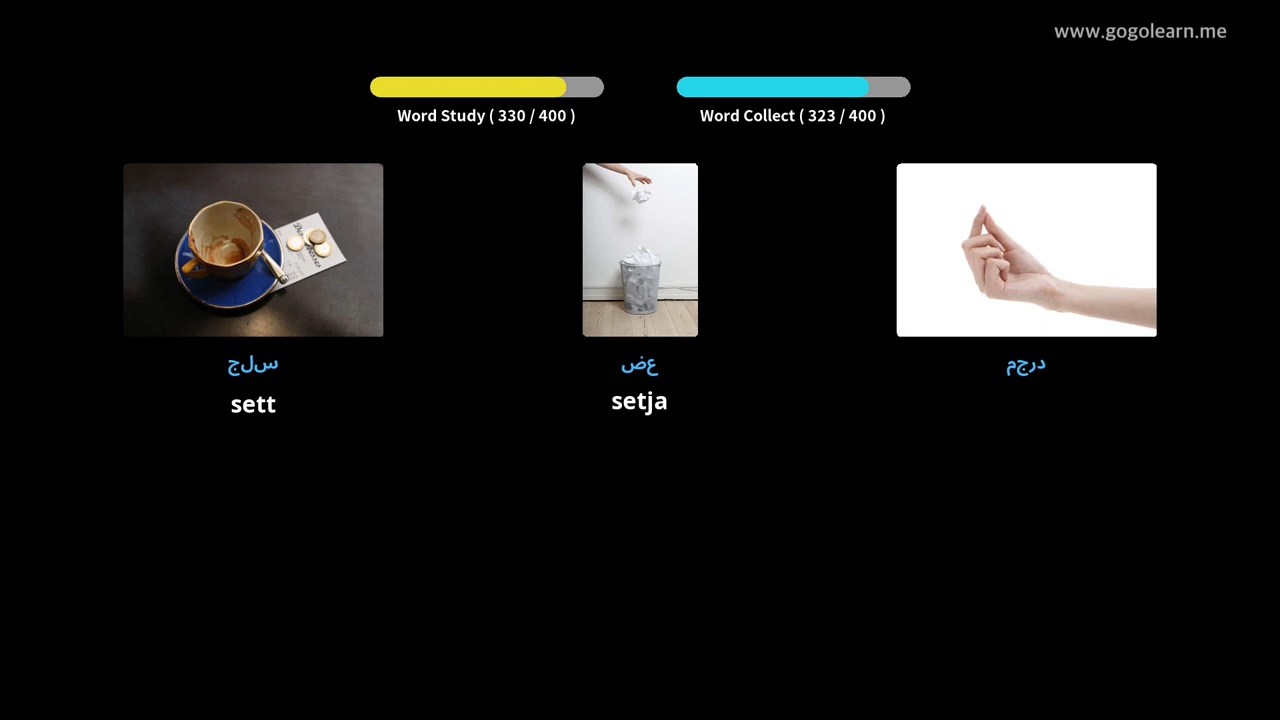 www.gogolearn.me
Word Study ( 330 / 400 )
Word Collect ( 323 / 400 )
سلج
عض
درجم
sett
setja